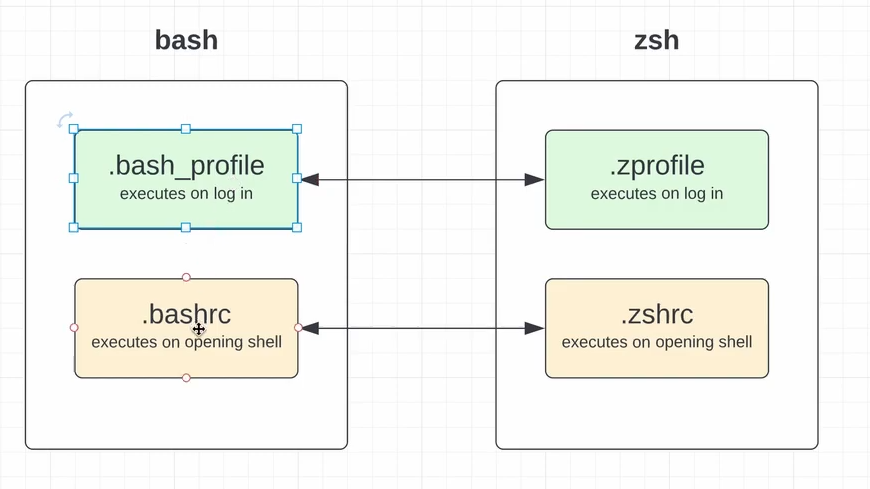 bash
zsh
.bash_profile
executes on log in
.zprofile
executes on log in
.bashrc
executes on opening shell
.zshrc
executes on opening shell